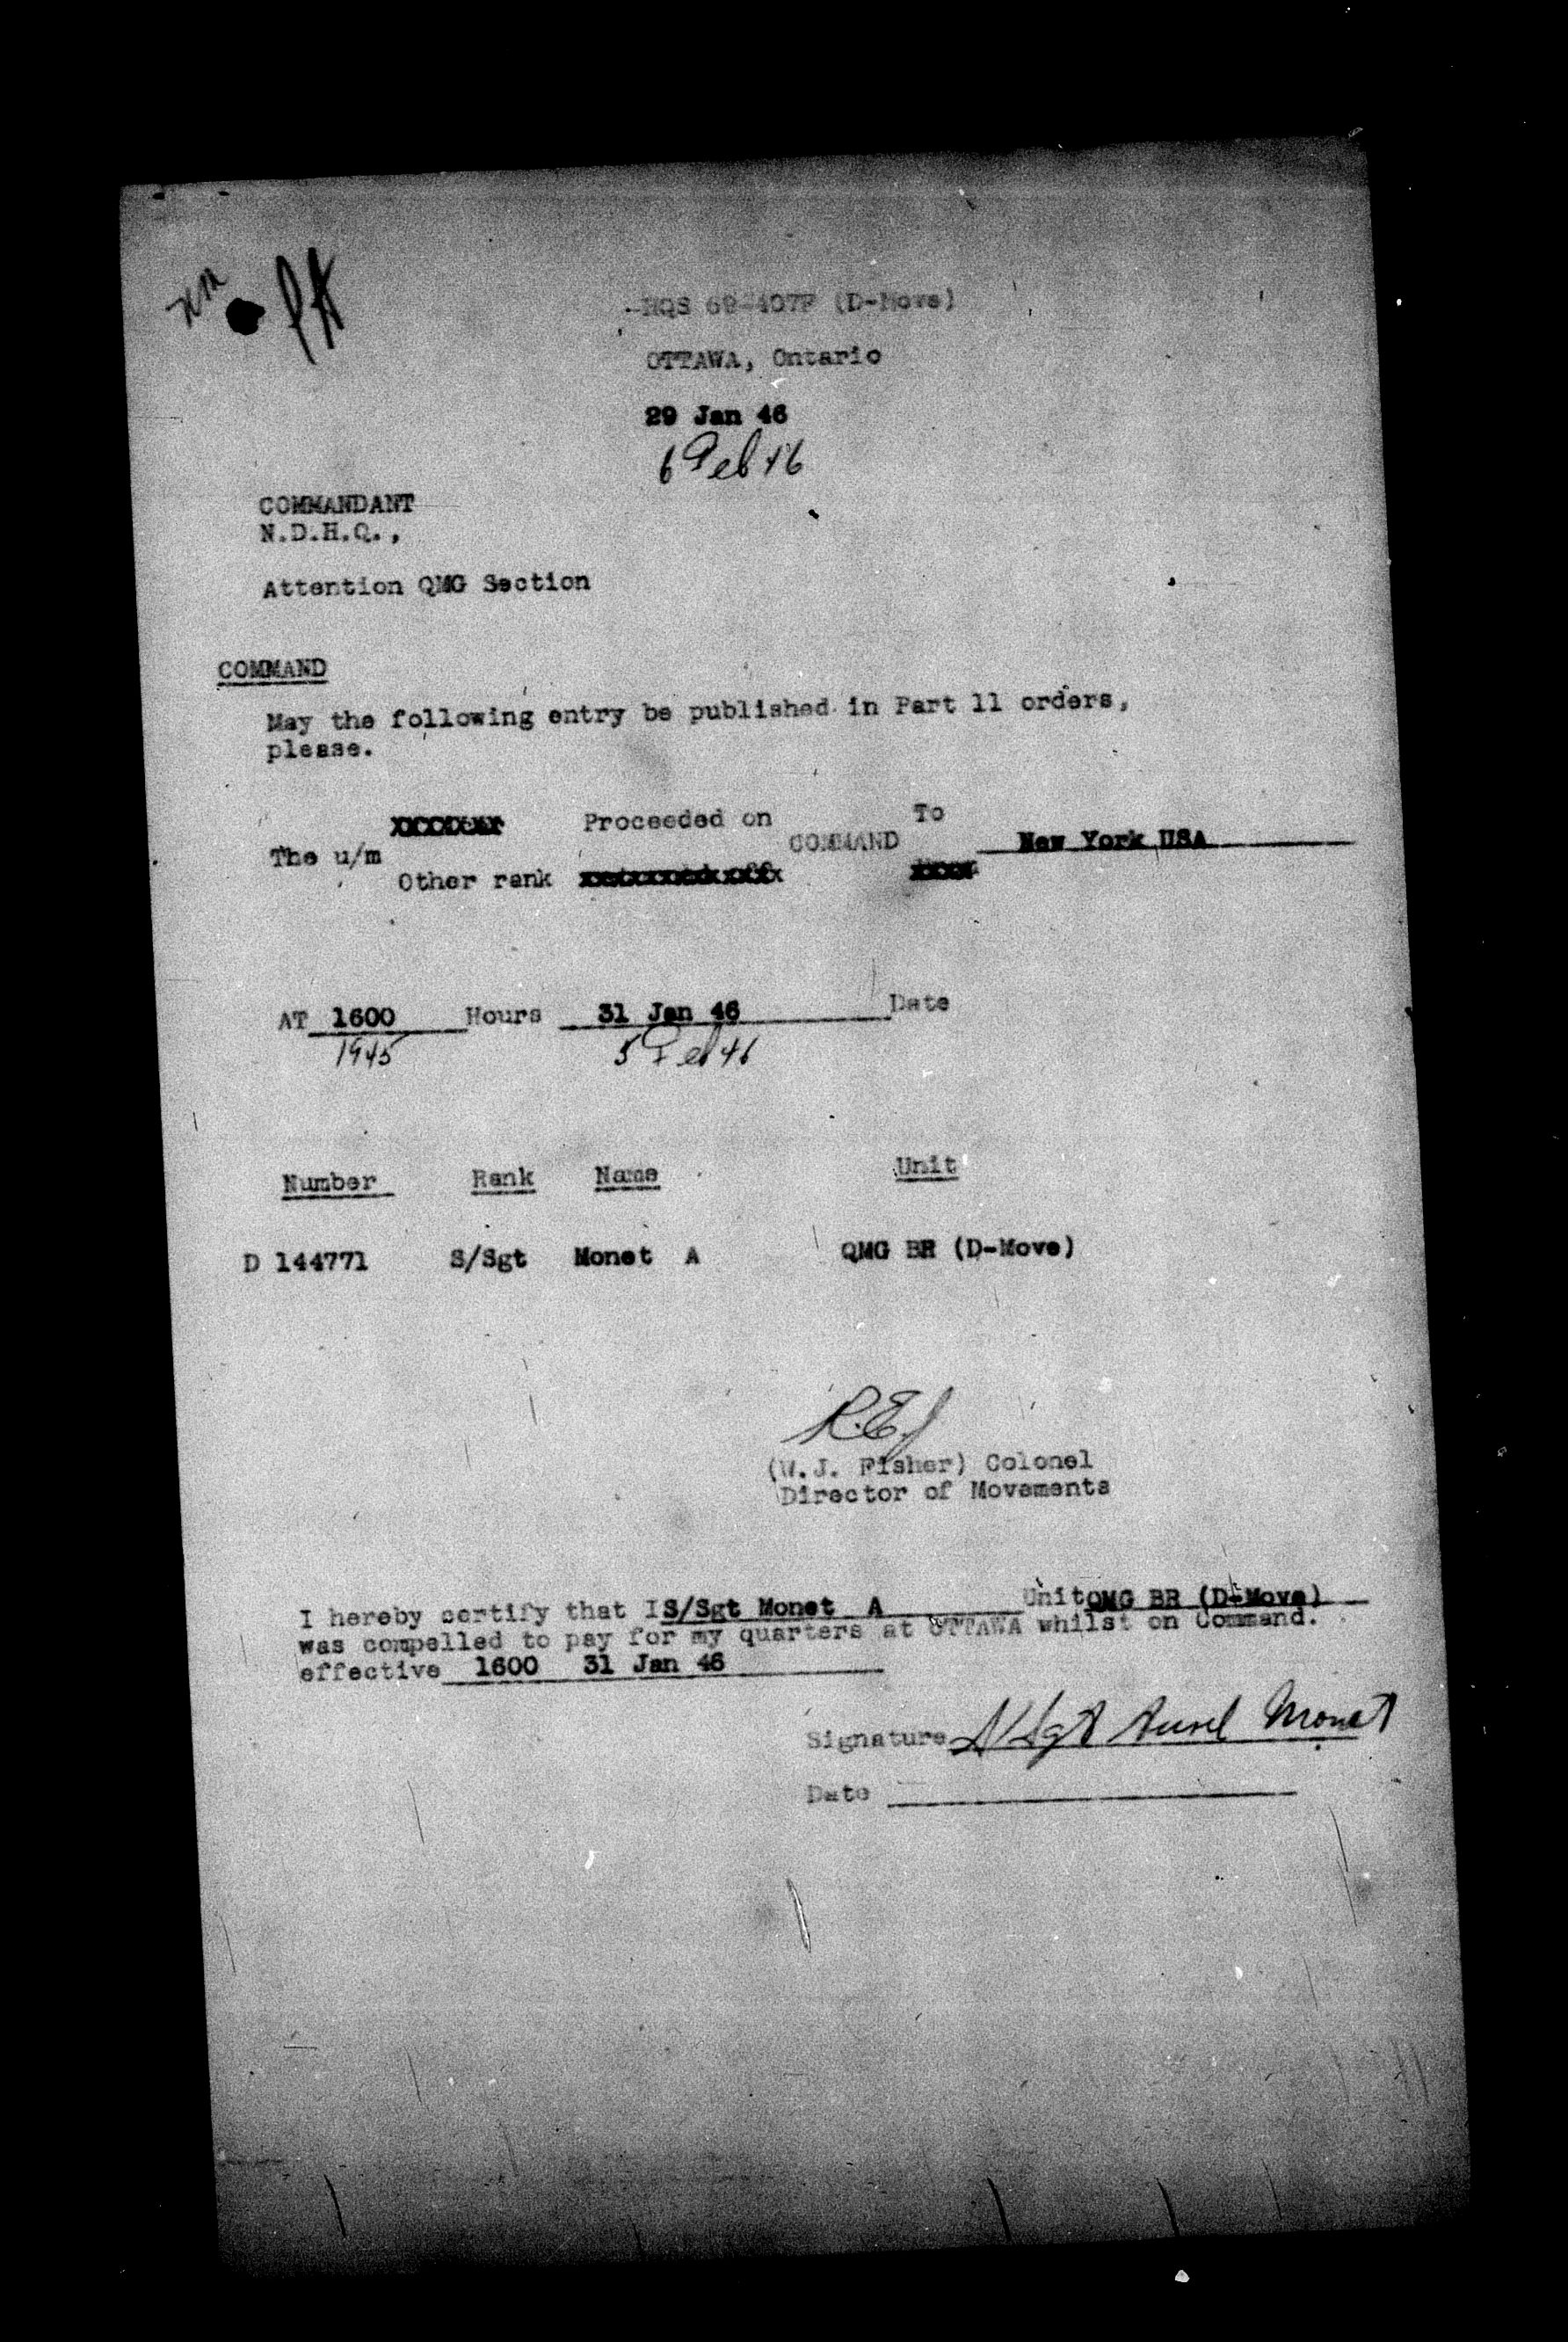 HQS 69-407F (D-Move)
OTTAWA, Ontario
29 Jan 46
6 Feb 46
COMMANDANT
N.D.H.Q.,
Attention QMG Section
COMMAND
May the following entry be published in Part 11 orders,
please.
Proceeded on To
The u/m COMMAND New York USA
Other rank
AT 1600 Hours 31 Jan 46 Date
1945 5 Feb 46
Number Rank Name Unit
D 144771 S/Sgt Monet A QMG BR (D-Move)
(W.J. Fisher) Colonel
Director of Movements
I hereby certify that I S/Sgt Monet A Unit QMG BR (D-Move)
was compelled to pay for my quarters at OTTAWA whilst on Command.
effective 1600 31 Jan 46
Signature S/Sgt Aurel Monet
Date